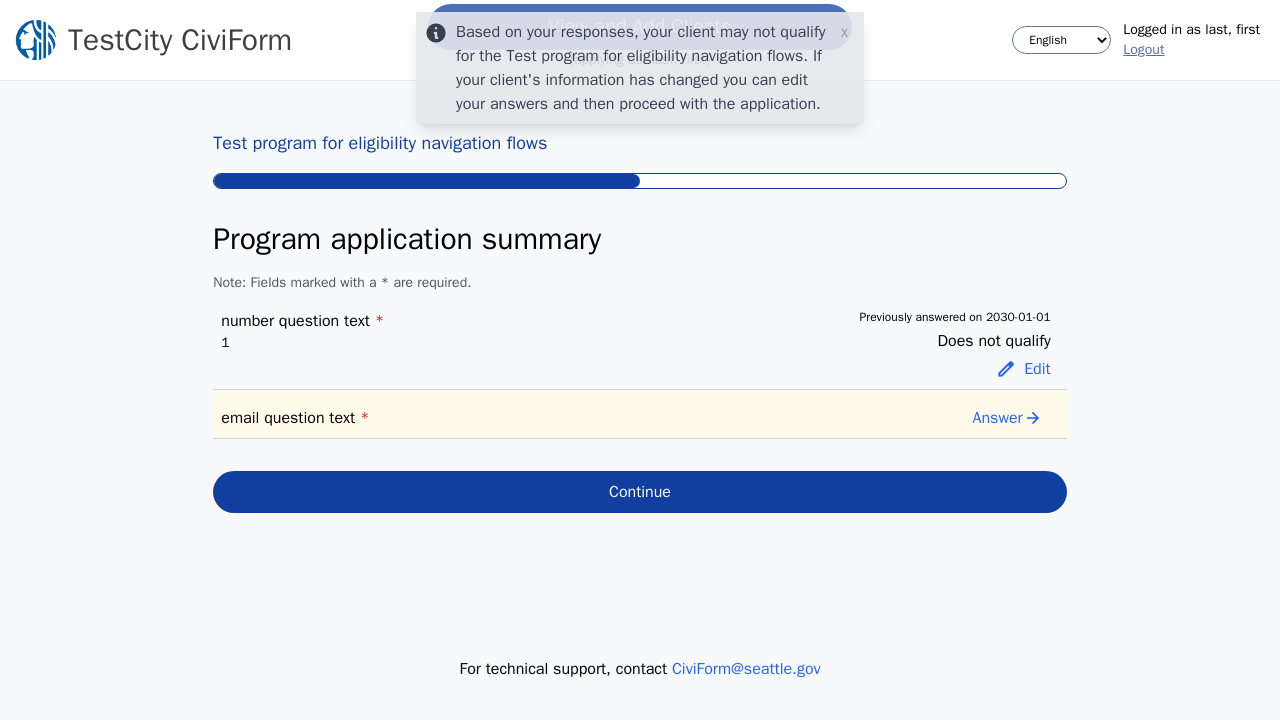 TestCity CiviForm
View and Add Clients
Based on your responses, your client may not qualify
for the Test program for eligibility navigation flows. If
your client's information has changed you can edit
your answers and then proceed with the application.
x
English
Logged in as last, first
Logout
Test program for eligibility navigation flows
Program application summary
Note: Fields marked with a * are required.
number question text *
1
Previously answered on 2030-01-01
Does not qualify
Edit
email question text *
Answer
Continue
For technical support, contact CiviForm@seattle.gov